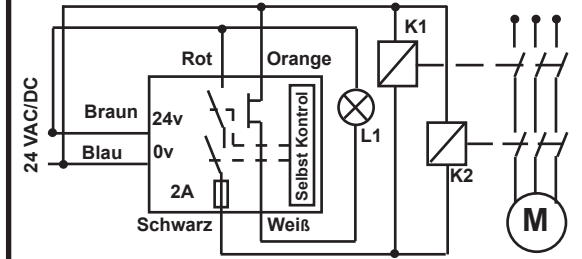 K1
Rot Orange
24 VAC/DC
Braun 24v
Selbst Kontrol
L1
Blau 0v
K2
2A
Schwarz Weiß
M